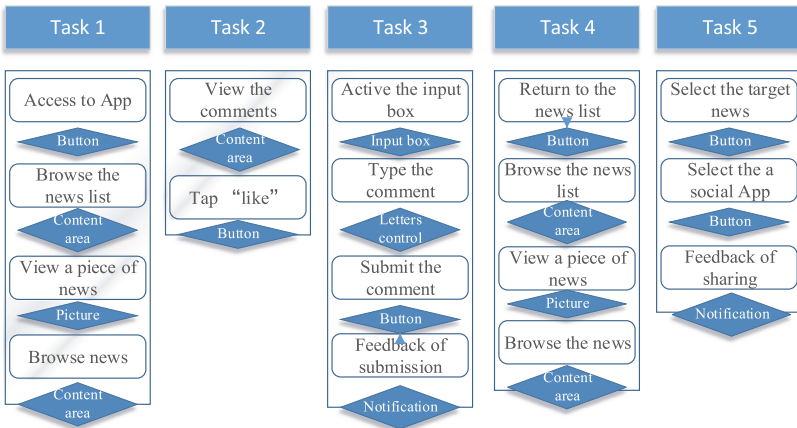 Task 1
Access to App
Button
Browse the
news list
Content
area
View a piece of
news
Picture
Browse news
Content
area
Task 2
View the
comments
Content
area
Tap “like”
Button
Task 3
Active the input
box
Input box
Type the
comment
Letters
control
Submit the
comment
Button
Feedback of
submission
Notification
Task 4
Return to the
news list
Button
Browse the news
list
Content
area
View a piece of
news
Picture
Browse the news
Content
area
Task 5
Select the target
news
Button
Select the a
social App
Button
Feedback of
sharing
Notification